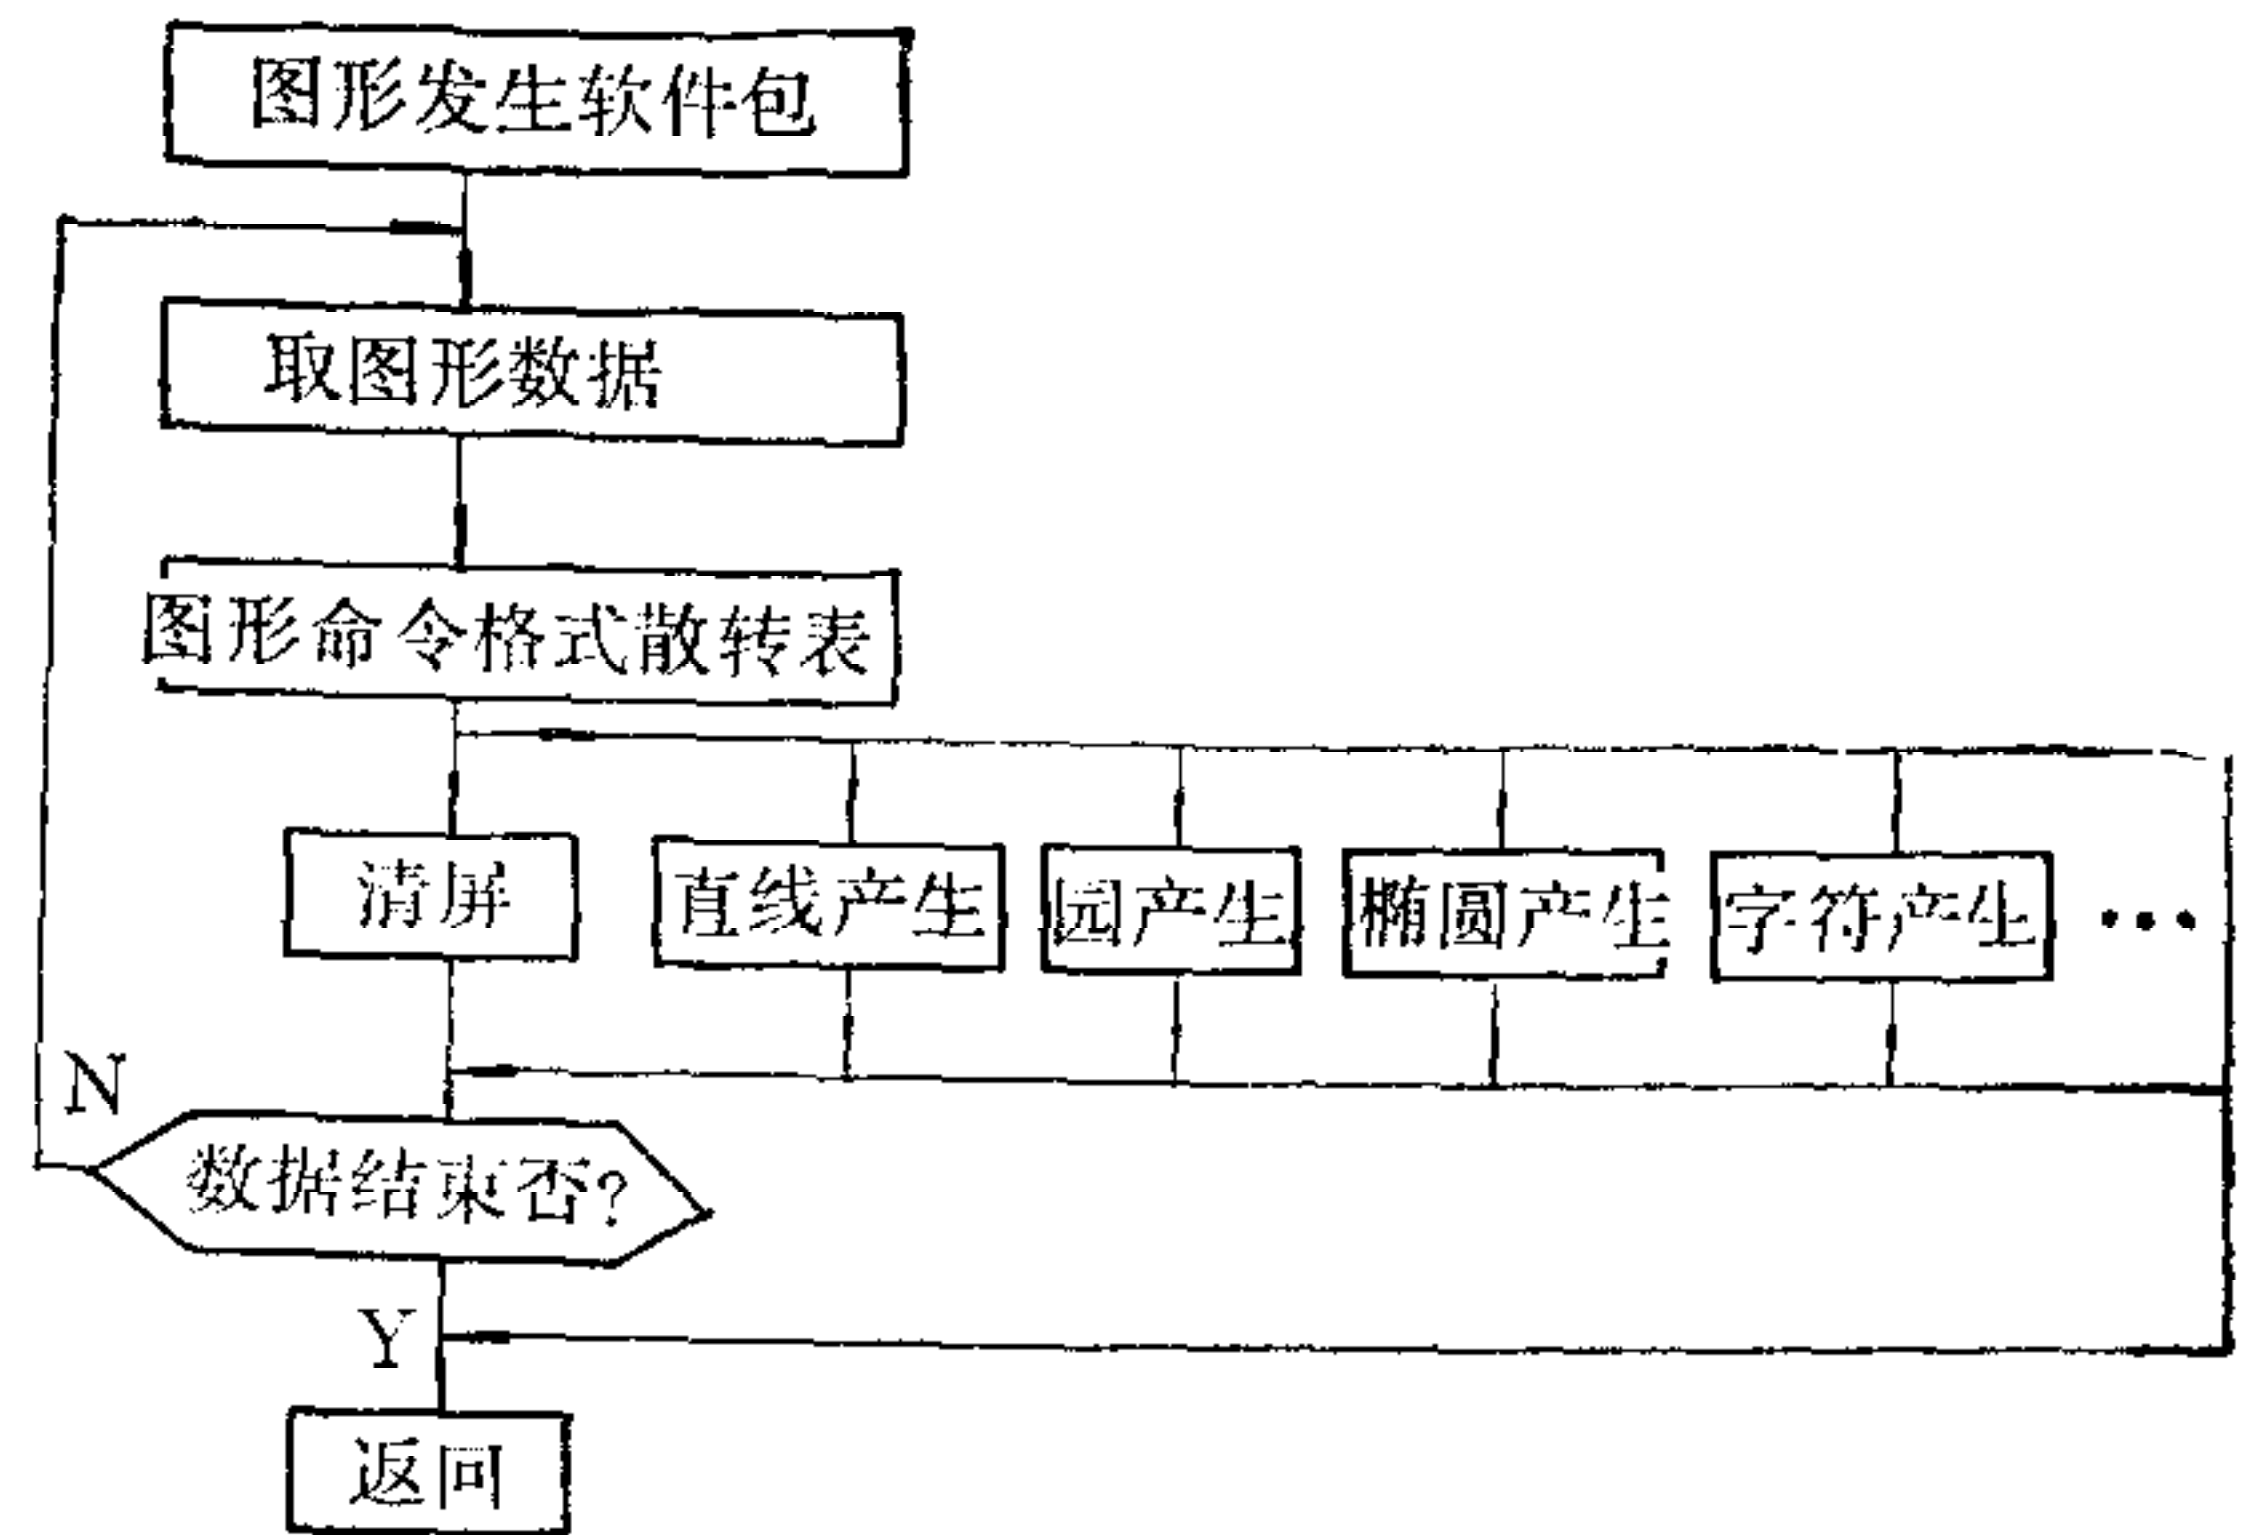 图形发生软件包
取图形数据
图形命令格式散转表
清屏
直线产生
园产生
椭圆产生
字符产生
•••
N
数据结束否?
Y
返回